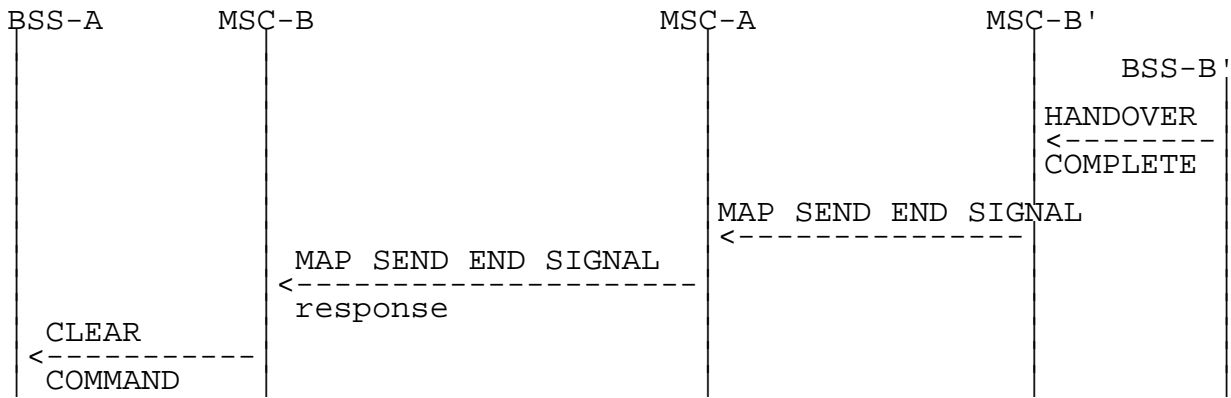 BSS-A MSC-B MSC-A MSC-B'
BSS-B'
HANDOVER
COMPLETE
MAP SEND END SIGNAL
MAP SEND END SIGNAL
response
CLEAR
COMMAND